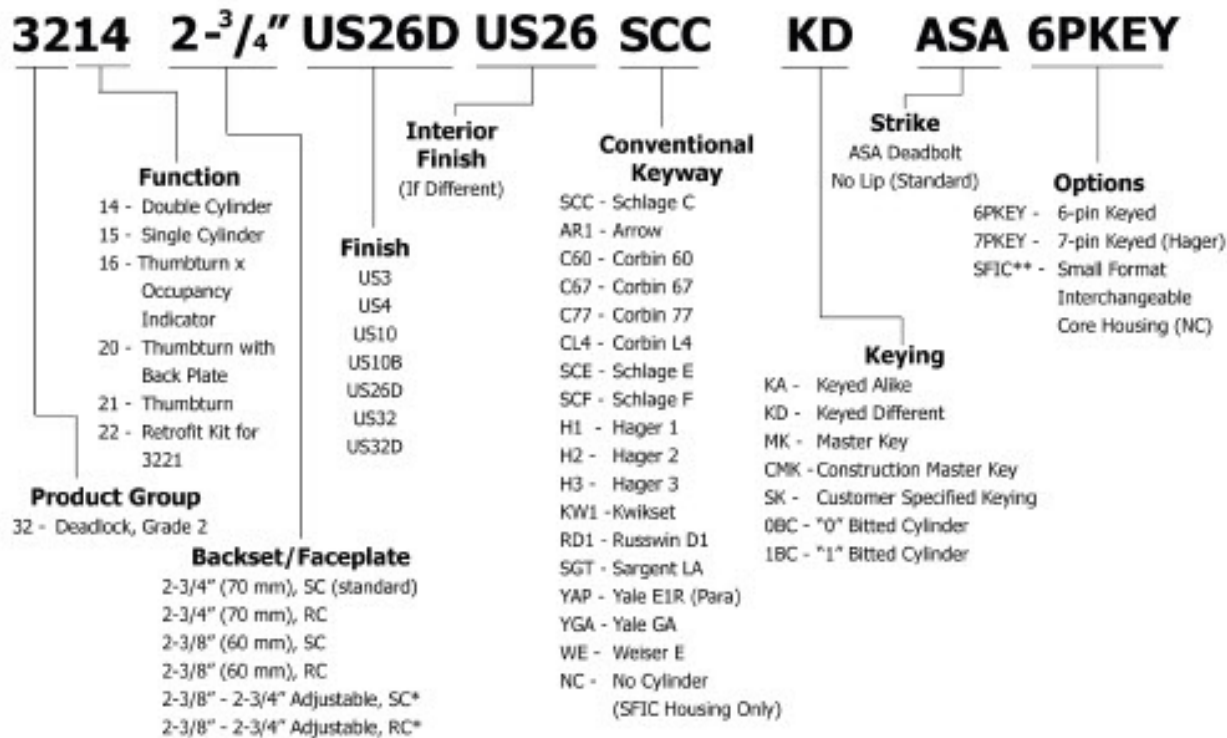 3214 2-3/4" US26D US26 SCC KD ASA 6PKEY
Function
14 - Double Cylinder
15 - Single Cylinder
16 - Thumbturn x
Occupancy
Indicator
20 - Thumbturn with
Back Plate
21 - Thumbturn
22 - Retrofit Kit for
3221
Product Group
32 - Deadlock, Grade 2
Backset/Faceplate
2-3/4" (70 mm), SC (standard)
2-3/4" (70 mm), RC
2-3/8" (60 mm), SC
2-3/8" (60 mm), RC
2-3/8" - 2-3/4" Adjustable, SC*
2-3/8" - 2-3/4" Adjustable, RC*
Finish
US3
US4
US10
US10B
US26D
US32
US32D
Interior
Finish
(If Different)
Conventional
Keyway
SCC - Schlage C
AR1 - Arrow
C60 - Corbin 60
C67 - Corbin 67
C77 - Corbin 77
CL4 - Corbin L4
SCE - Schlage E
SCF - Schlage F
H1 - Hager 1
H2 - Hager 2
H3 - Hager 3
KW1 -Kwikset
RD1 - Russwin D1
SGT - Sargent LA
YAP - Yale E1R (Para)
YGA - Yale GA
WE - Weiser E
NC - No Cylinder
(SFIC Housing Only)
Keying
KA - Keyed Alike
KD - Keyed Different
MK - Master Key
CMK - Construction Master Key
SK - Customer Specified Keying
0BC - "0" Bitted Cylinder
1BC - "1" Bitted Cylinder
Strike
ASA Deadbolt
No Lip (Standard)
Options
6PKEY - 6-pin Keyed
7PKEY - 7-pin Keyed (Hager)
SFIC** - Small Format
Interchangeable
Core Housing (NC)